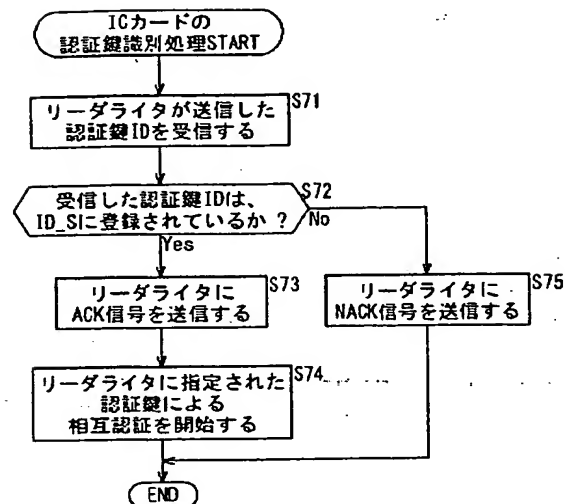 ICカードの
認証鍵識別処理START
リーダライタが送信した
認証鍵IDを受信する
S71
受信した認証鍵IDは、
ID_Sに登録されているか ?
S72
No
Yes
リーダライタに
ACK信号を送信する
S73
リーダライタに
NACK信号を送信する
S75
リーダライタに指定された
認証鍵による
相互認証を開始する
S74
END